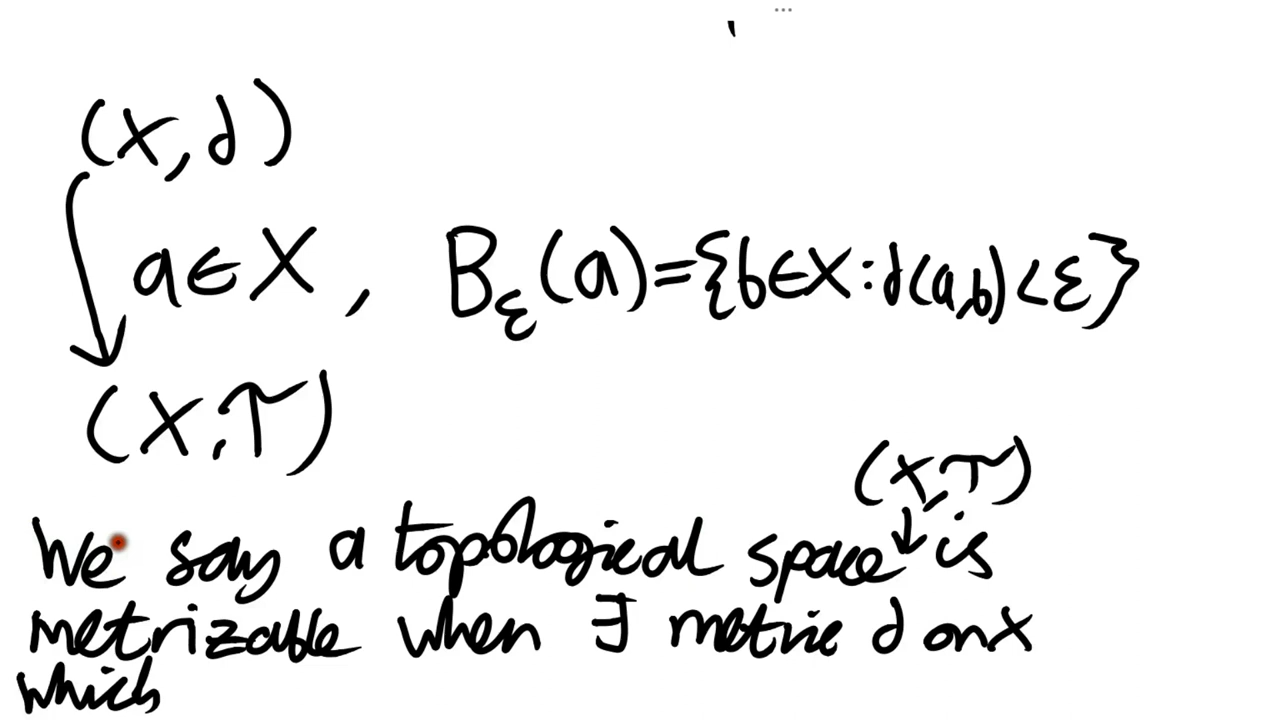 (X, d)
a ∈ X , B_ε(a) = {b ∈ X : d(a,b) < ε}
(X, T)
(X, T)
We say a topological space ↓ is
metrizable when ∃ metric d on X
which